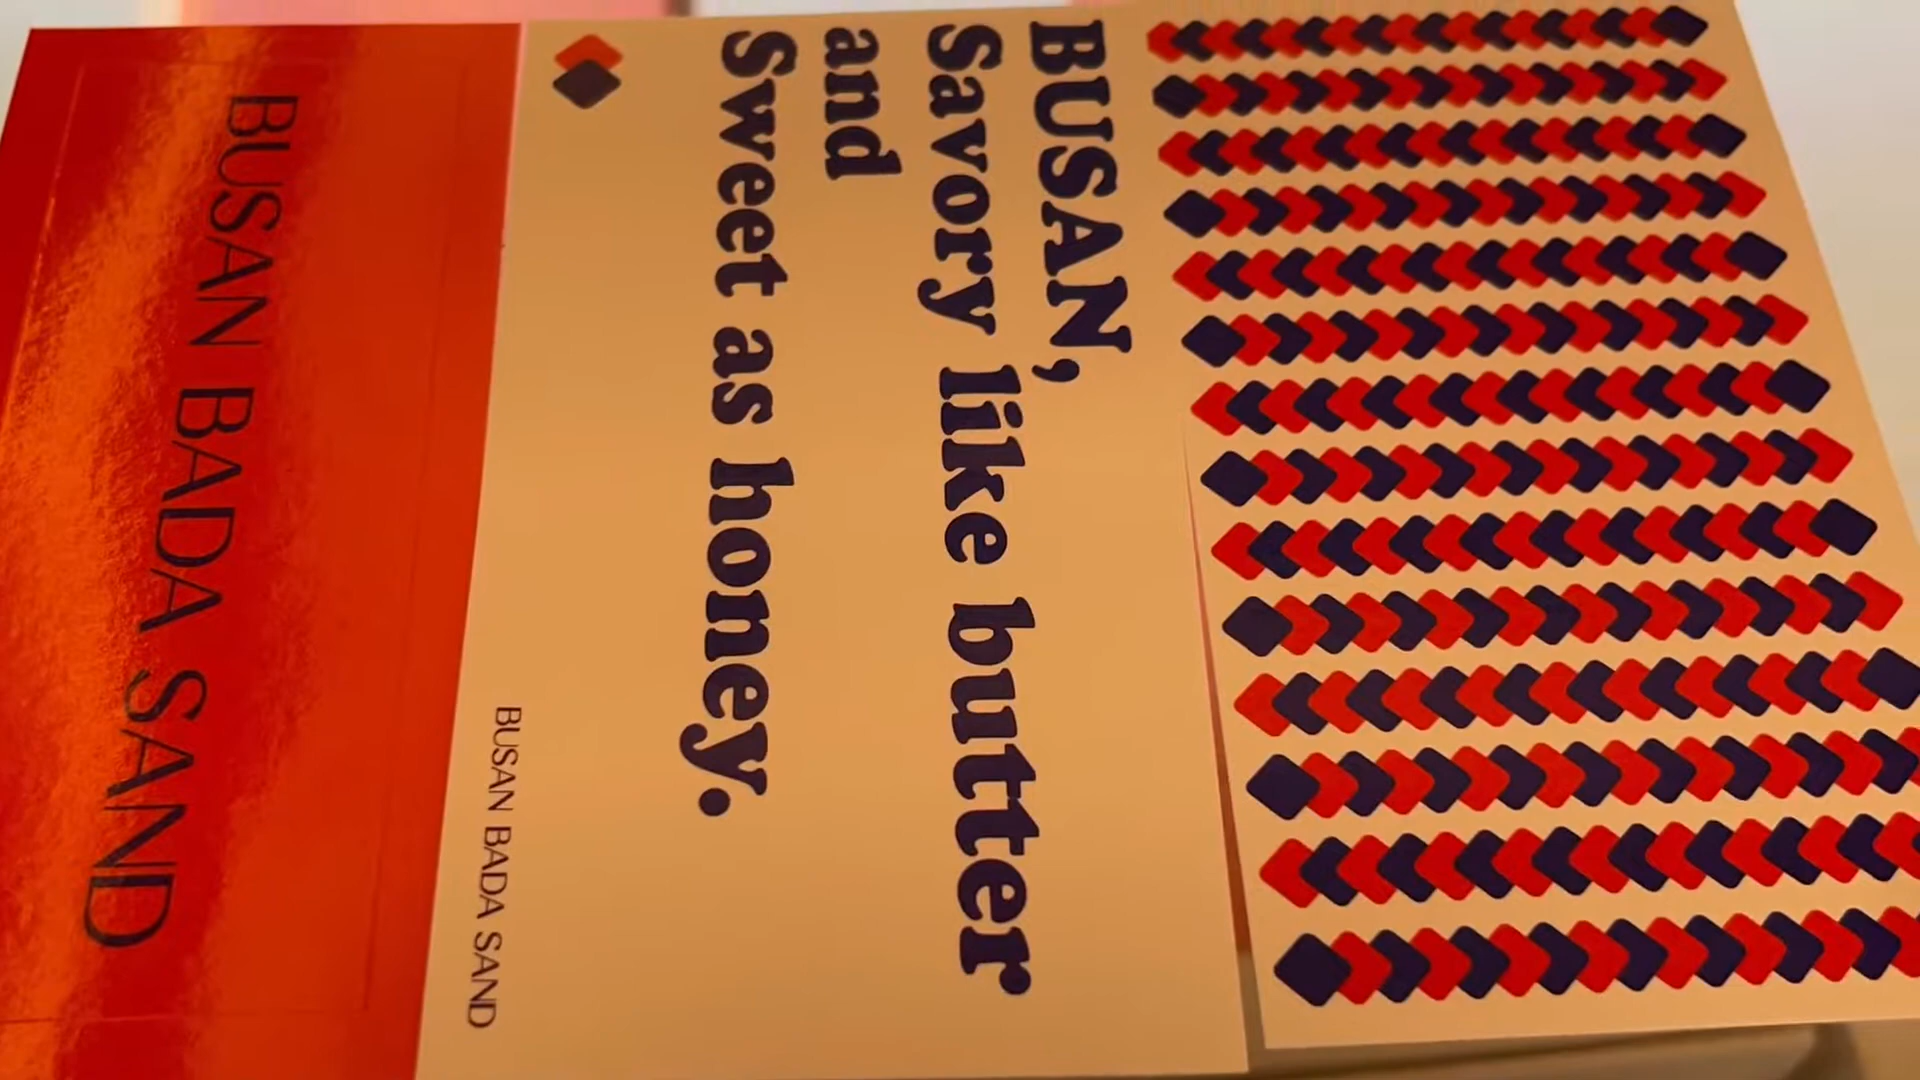 BUSAN,
Savory like butter
and
Sweet as honey.
BUSAN BADA SAND
BUSAN BADA SAND